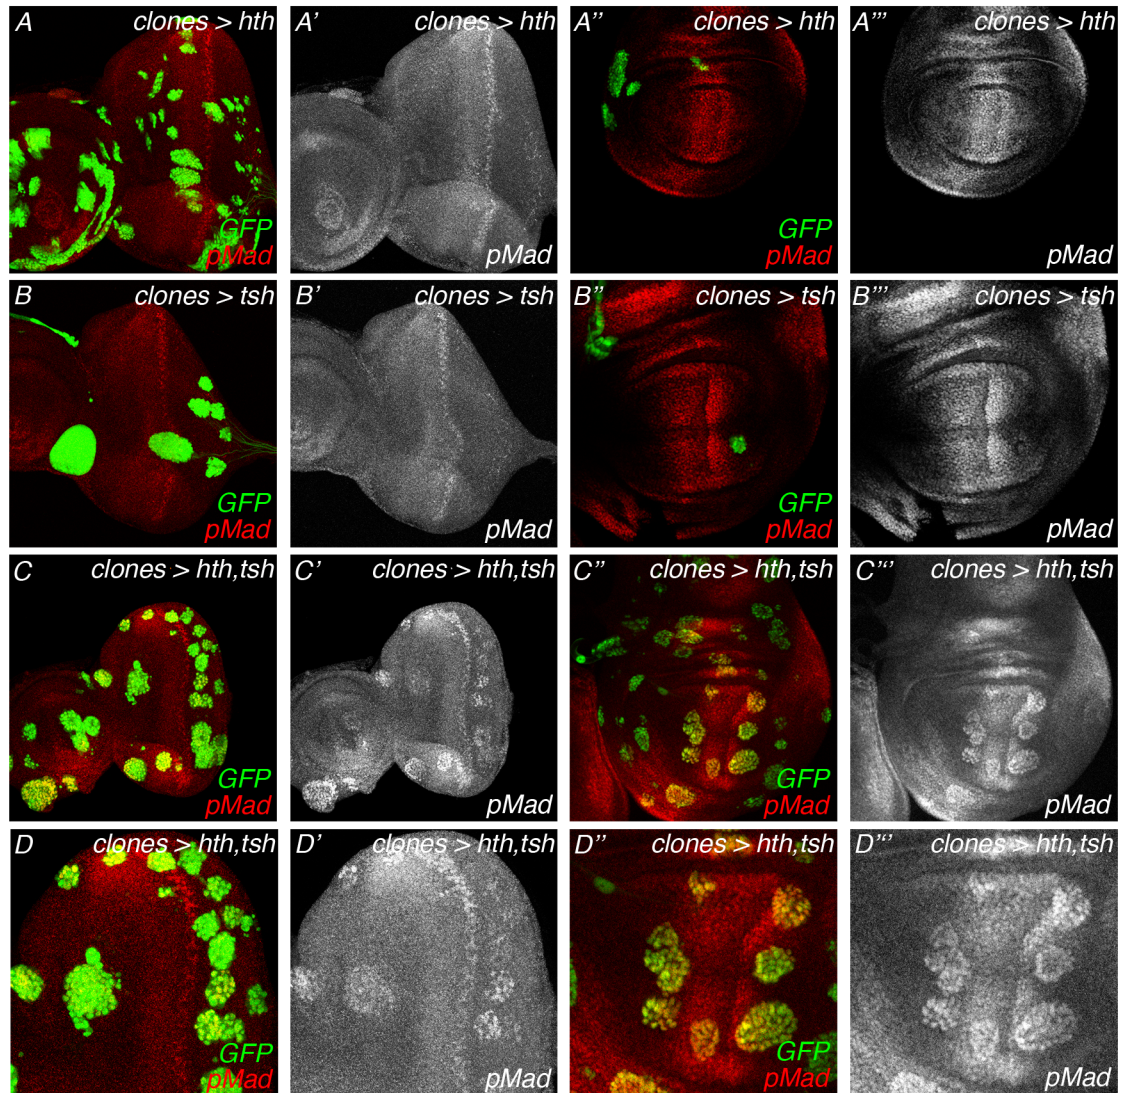 A clones > hth
GFP
pMad
A' 
pMad
A'' clones > hth
GFP
pMad
A''' clones > hth
pMad
B clones > tsh
GFP
pMad
B' clones > tsh
pMad
B'' clones > tsh
GFP
pMad
B''' clones > tsh
pMad
C clones > hth,tsh
GFP
pMad
C' clones > hth,tsh
pMad
C'' clones > hth,tsh
GFP
pMad
C''' clones > hth,tsh
pMad
D clones > hth,tsh
GFP
pMad
D' clones > hth,tsh
pMad
D'' clones > hth,tsh
GFP
pMad
D''' clones > hth,tsh
pMad